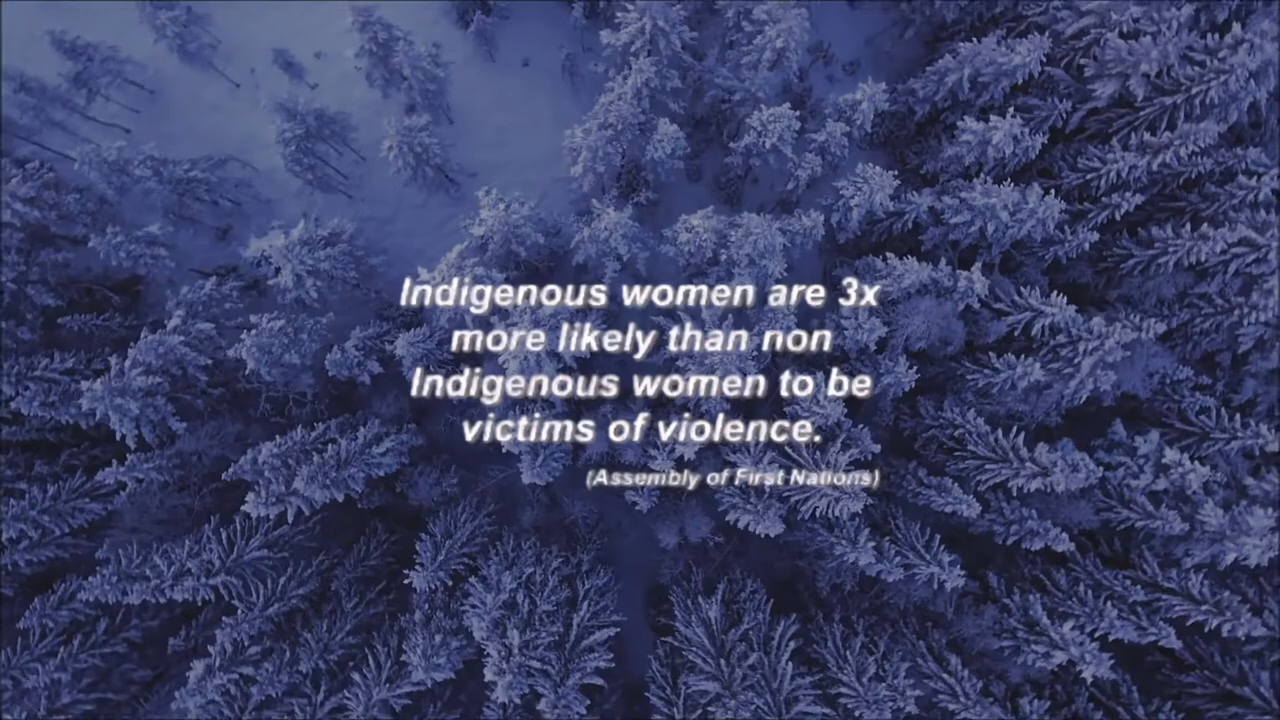 Indigenous women are 3x
more likely than non
Indigenous women to be
victims of violence.
(Assembly of First Nations)